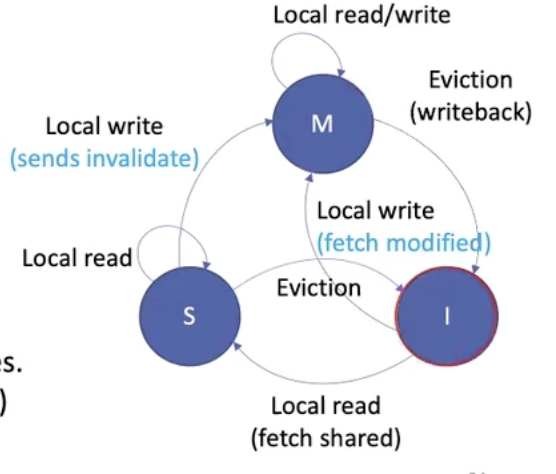 Local read/write
Eviction
(writeback)
M
Local write
(sends invalidate)
Local write
(fetch modified)
Local read
Eviction
S
I
es.
)
Local read
(fetch shared)